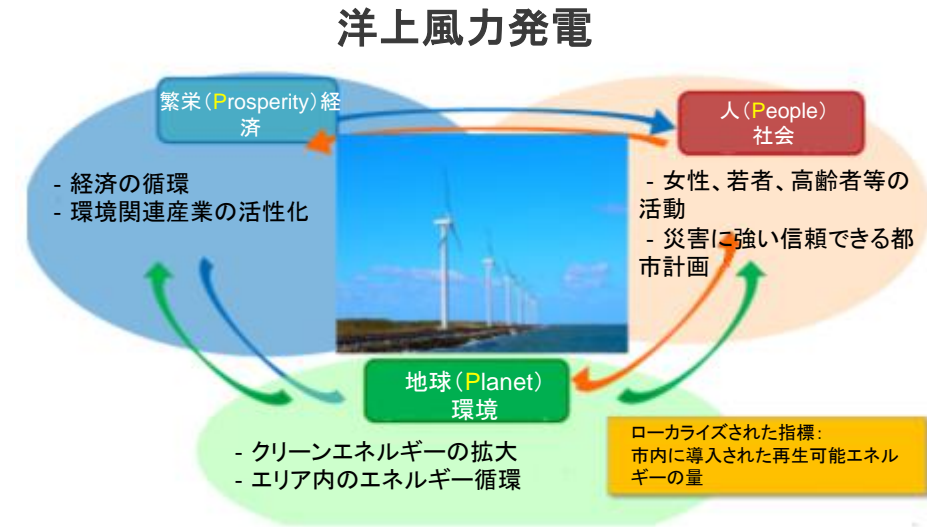 洋上風力発電
繁栄（Prosperity）経
済
人（People）
社会
- 経済の循環
- 環境関連産業の活性化
- 女性、若者、高齢者等の
活動
- 災害に強い信頼できる都
市計画
地球（Planet）
環境
- クリーンエネルギーの拡大
- エリア内のエネルギー循環
ローカライズされた指標：
市内に導入された再生可能エネル
ギーの量